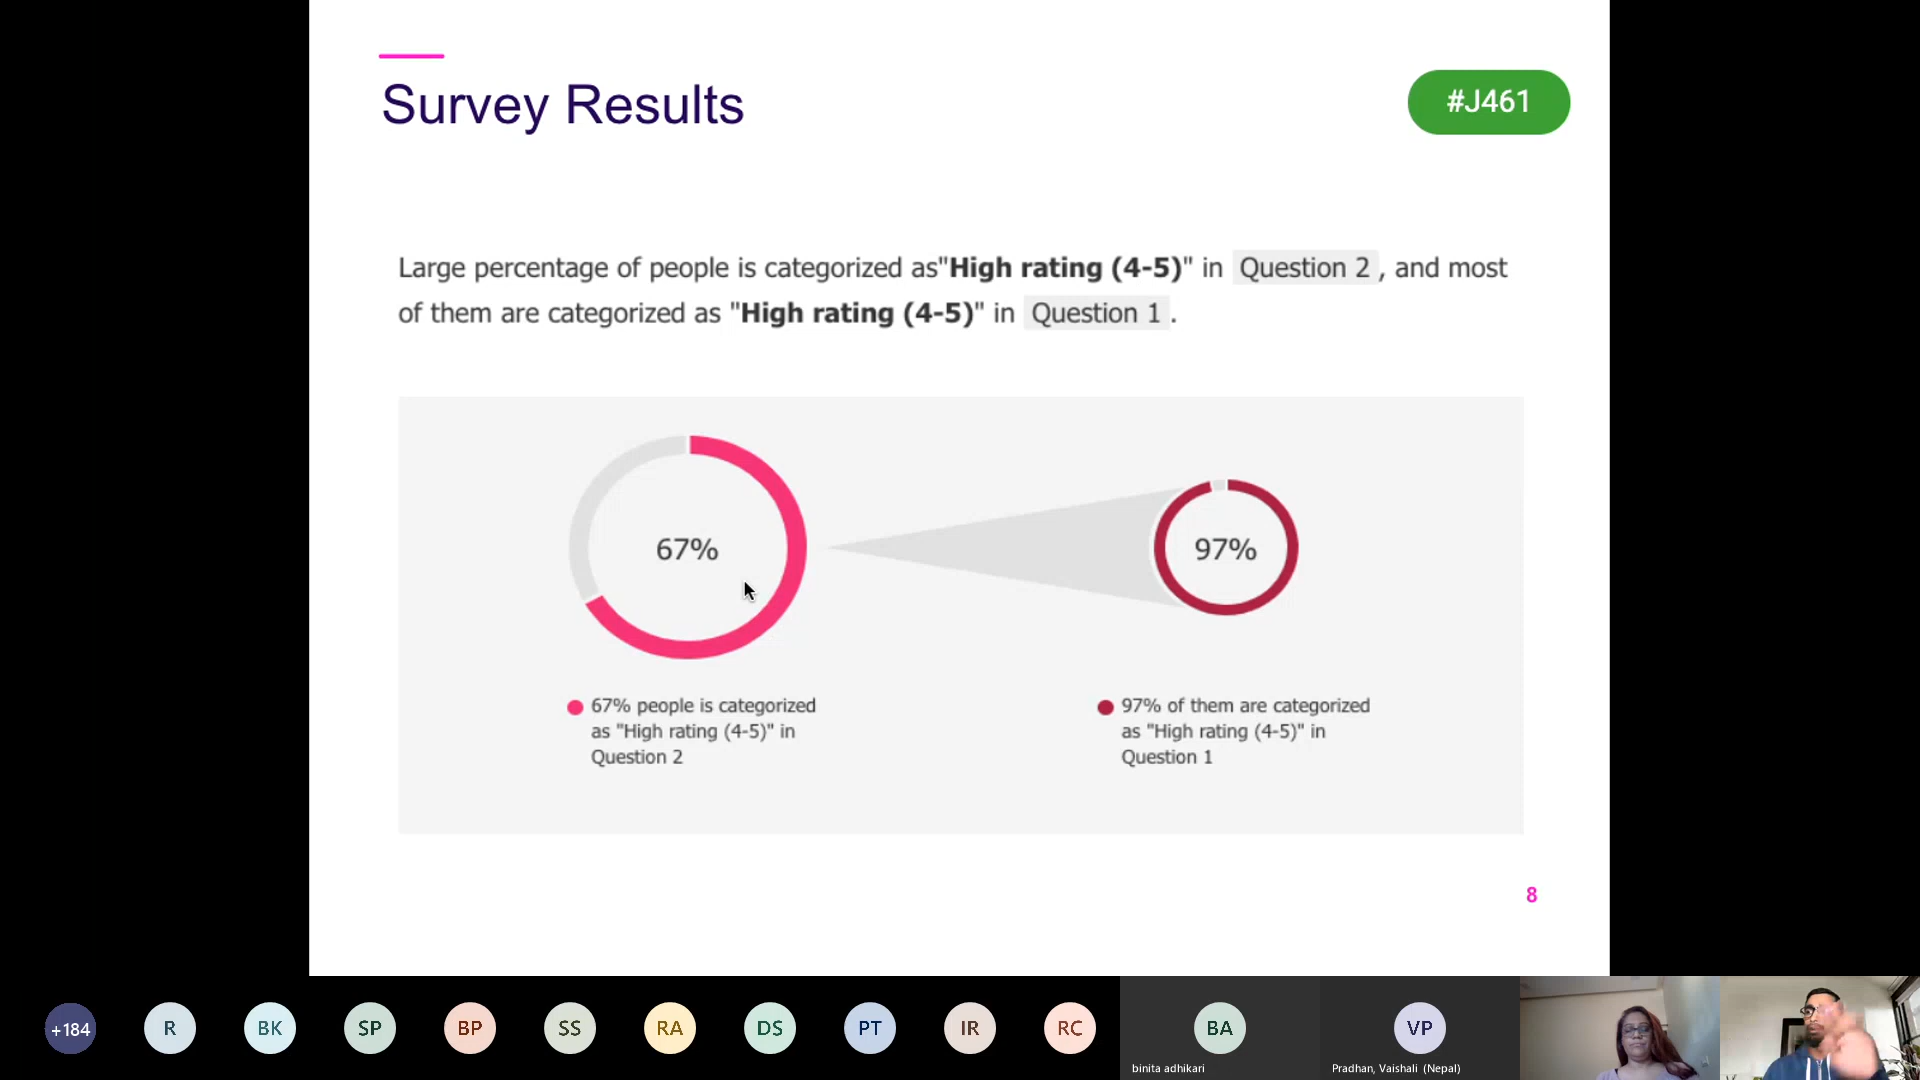 Survey Results
#J461
Large percentage of people is categorized as"High rating (4-5)" in Question 2 , and most
of them are categorized as "High rating (4-5)" in Question 1 .
67%
97%
67% people is categorized
as "High rating (4-5)" in
Question 2
97% of them are categorized
as "High rating (4-5)" in
Question 1
8
+184
R
BK
SP
BP
SS
RA
DS
PT
IR
RC
BA
binita adhikari
VP
Pradhan, Vaishali (Nepal)